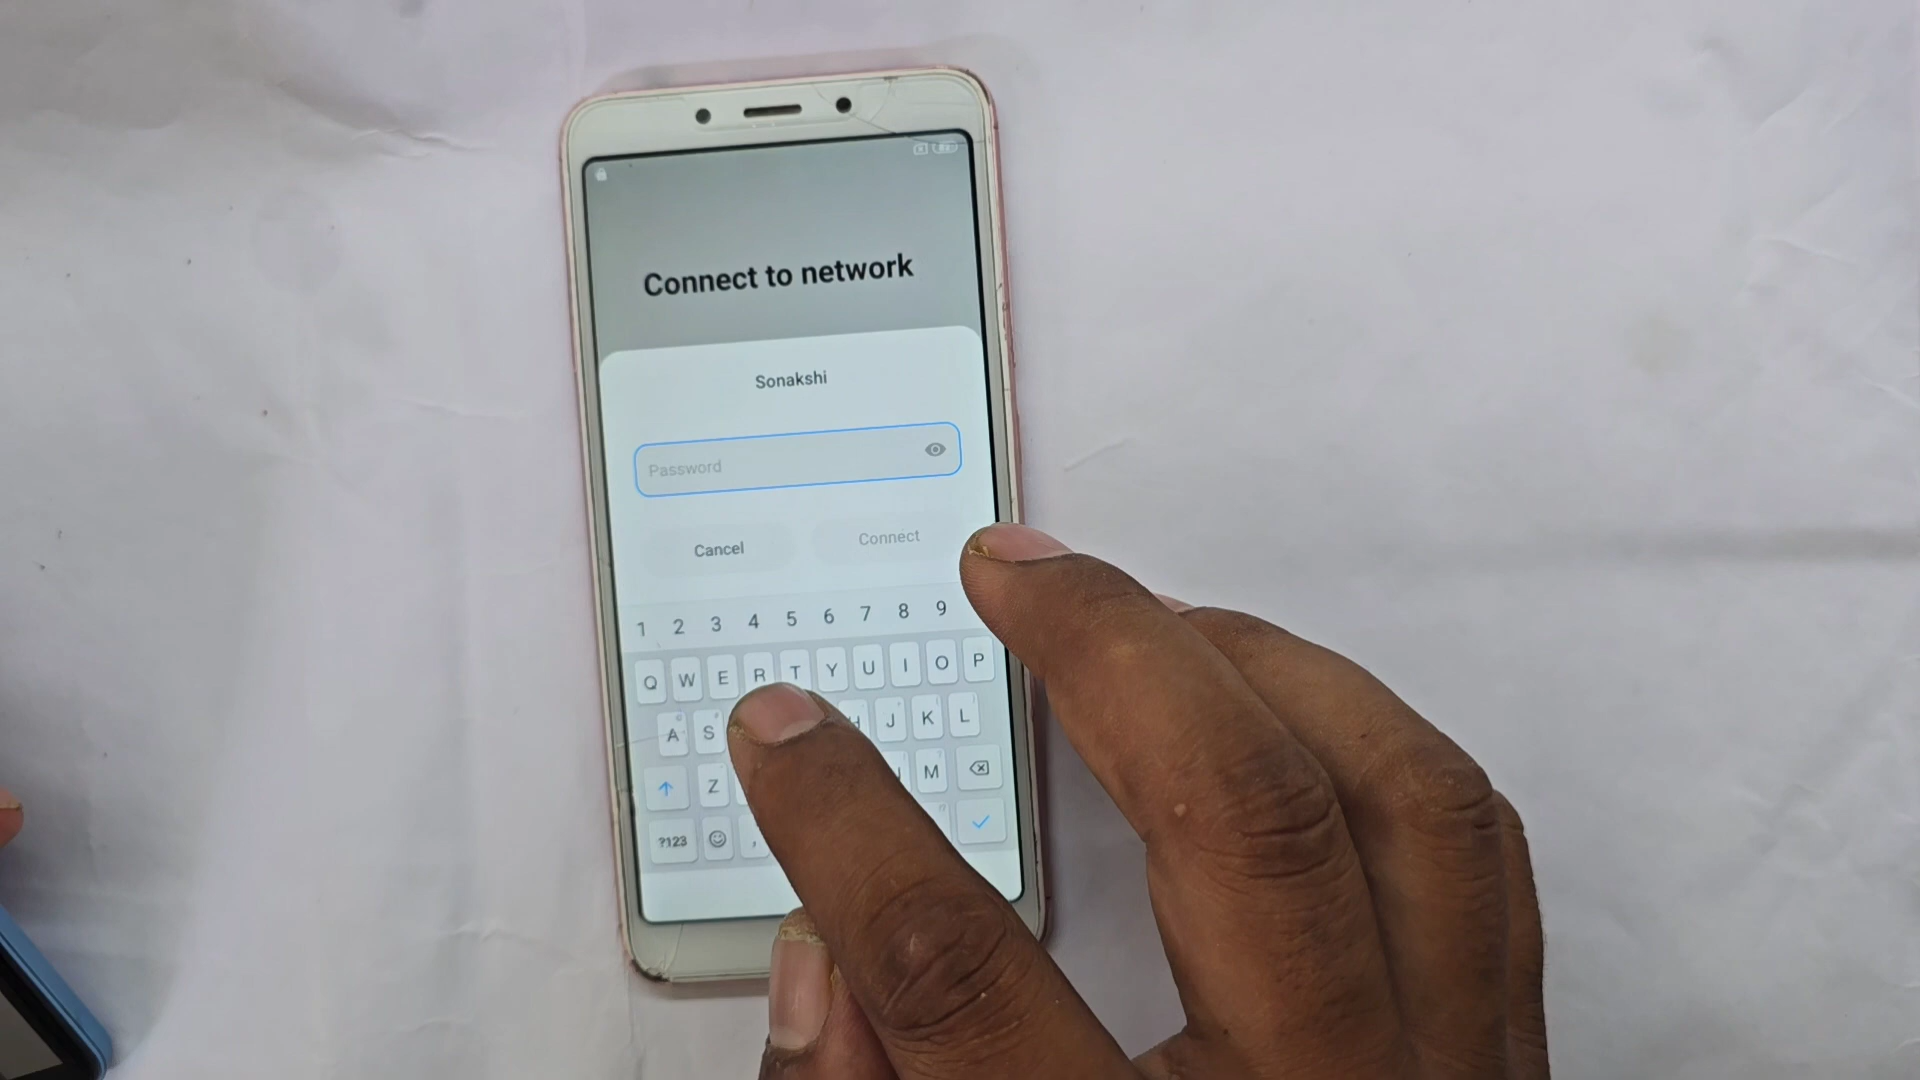 Connect to network
Sonakshi
Password
Cancel Connect
1 2 3 4 5 6 7 8 9
Q W E R T Y U I O P
A S H J K L
Z M
?123 ,